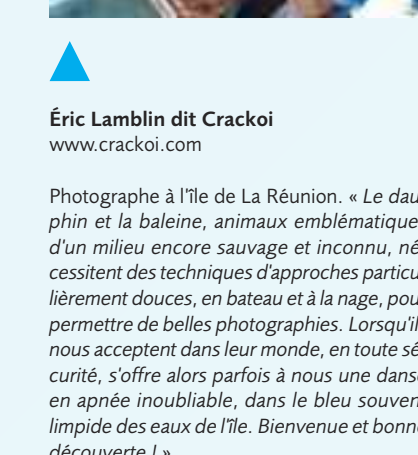 Éric Lamblin dit Crackoi
www.crackoi.com
Photographe à l'île de La Réunion. « Le dau
phin et la baleine, animaux emblématique
d'un milieu encore sauvage et inconnu, né
cessitent des techniques d'approches particu
lièrement douces, en bateau et à la nage, pou
permettre de belles photographies. Lorsqu'il
nous acceptent dans leur monde, en toute sé
curité, s'offre alors parfois à nous une dans
en apnée inoubliable, dans le bleu souven
limpide des eaux de l'île. Bienvenue et bonn
découverte ! »